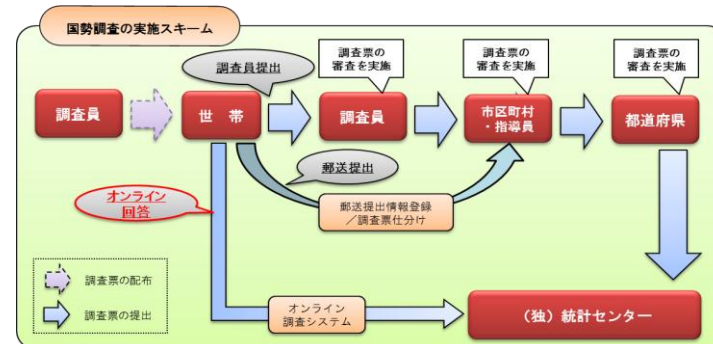 国勢調査の実施スキーム
調査員提出
調査票の
審査を実施
調査票の
審査を実施
調査票の
審査を実施
調査員
世 帯
調査員
市区町村
・指導員
都道府県
郵送提出
オンライン
回答
郵送提出情報登録
／調査票仕分け
調査票の配布
調査票の提出
オンライン
調査システム
（独）統計センター